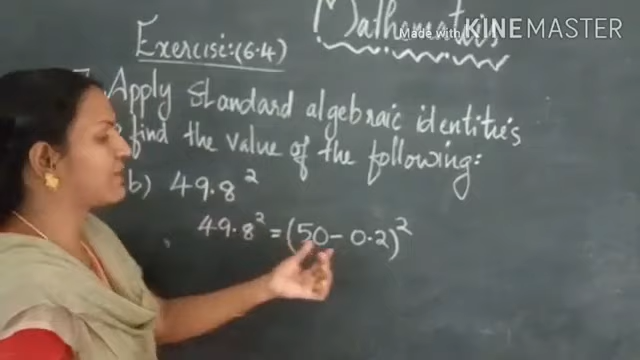 Mathematics
Made with KINEMASTER
Exercise:(6.4)
Apply standard algebraic identities
find the value of the following:
b) 49.8²
49.8² = (50 – 0.2)²